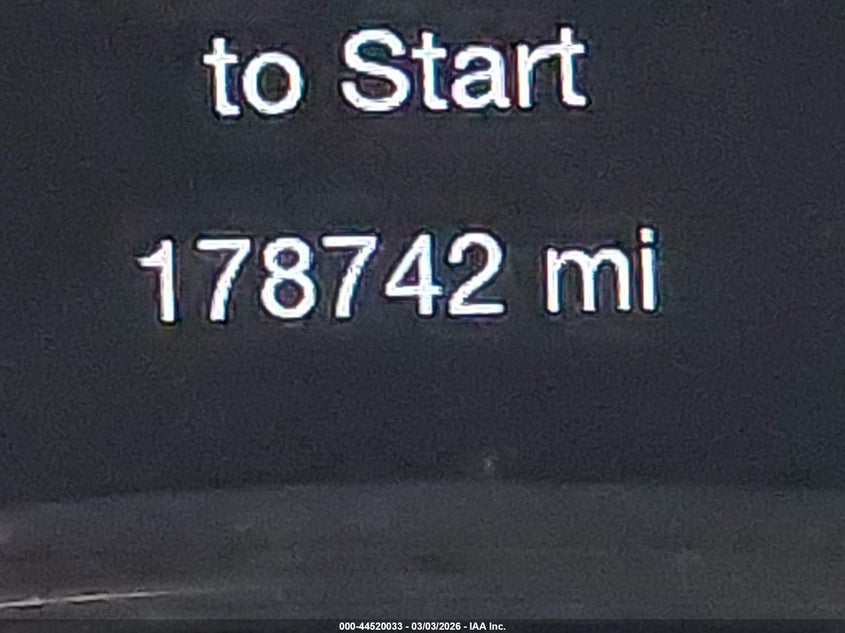 to Start
178742 mi
000-44520033 - 03/03/2026 - IAA Inc.